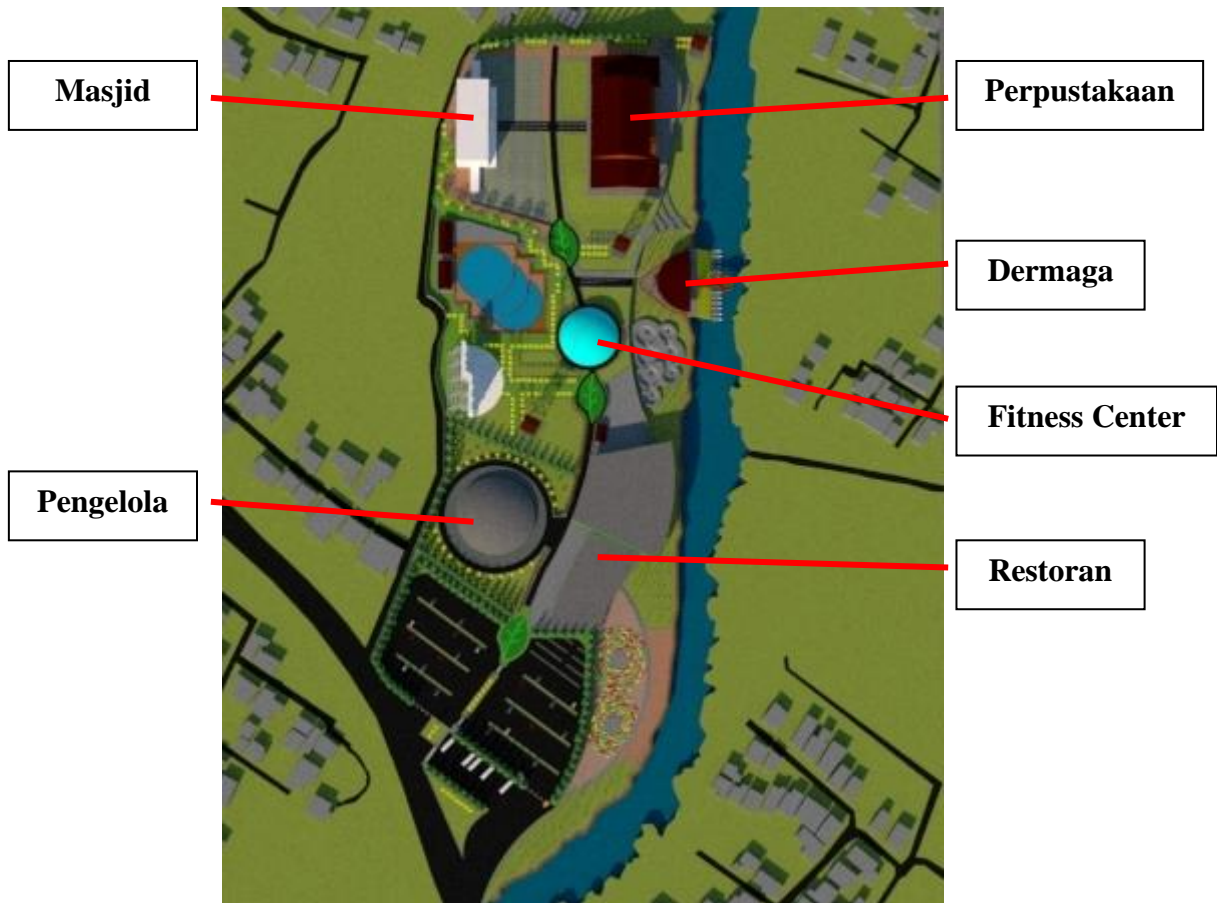 Masjid
Perpustakaan
Dermaga
Fitness Center
Pengelola
Restoran